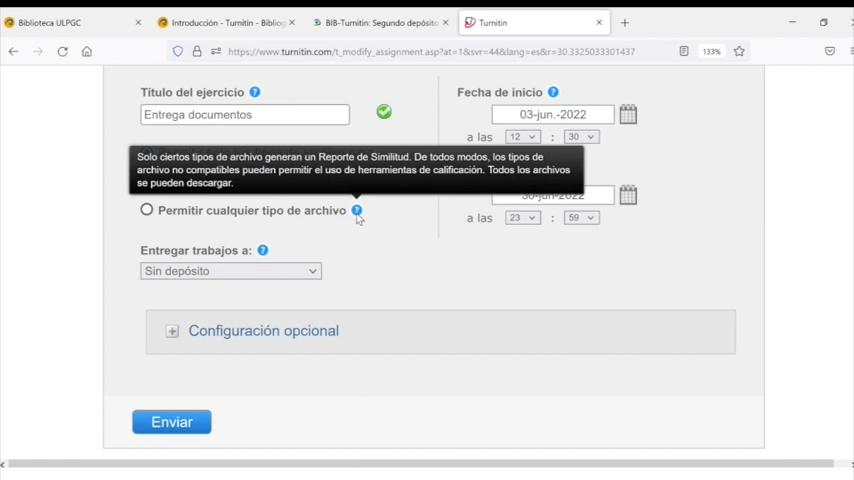 Biblioteca ULPGC
Introducción - Turnitin - Bibliog
BIB-Turnitin: Segundo depósito
Turnitin
https://www.turnitin.com/t_modify_assignment.asp?at=1&svr=44&lang=es&r=30.3325033301437
133%
Título del ejercicio
Fecha de inicio
Entrega documentos
03-jun.-2022
a las 12 : 30
Solo ciertos tipos de archivo generan un Reporte de Similitud. De todos modos, los tipos de
archivo no compatibles pueden permitir el uso de herramientas de calificación. Todos los archivos
se pueden descargar.
30-jun-2022
Permitir cualquier tipo de archivo
a las 23 : 59
Entregar trabajos a:
Sin depósito
Configuración opcional
Enviar